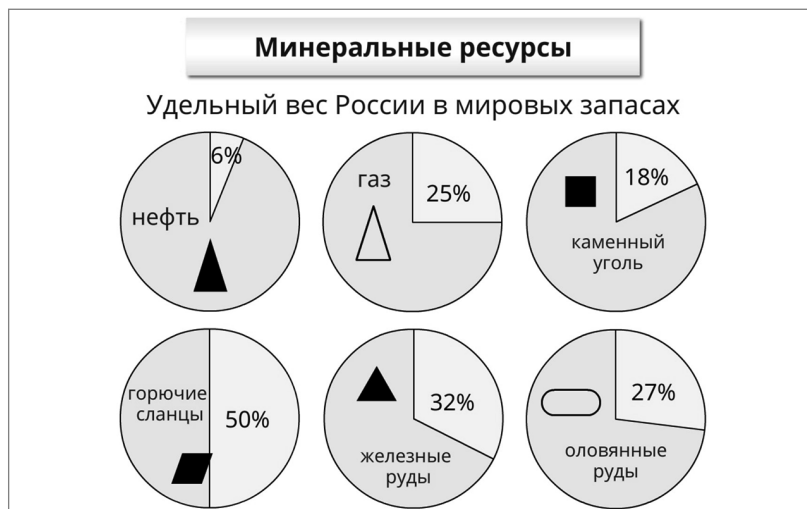 Минеральные ресурсы
Удельный вес России в мировых запасах
6%
нефть
газ
25%
18%
каменный
уголь
горючие
сланцы
50%
32%
железные
руды
27%
оловянные
руды